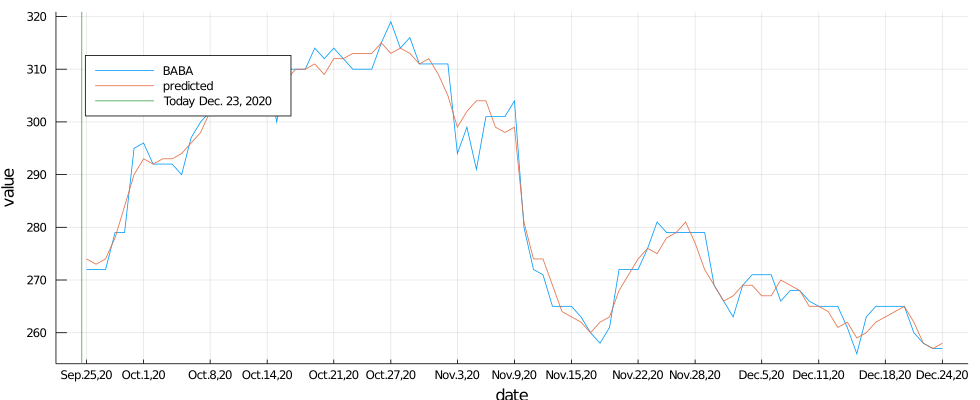 320
310
300
290
280
270
260
value
BABA
predicted
Today Dec. 23, 2020
Sep.25,20 Oct.1,20 Oct.8,20 Oct.14,20 Oct.21,20 Oct.27,20 Nov.3,20 Nov.9,20 Nov.15,20 Nov.22,20 Nov.28,20 Dec.5,20 Dec.11,20 Dec.18,20 Dec.24,20
date